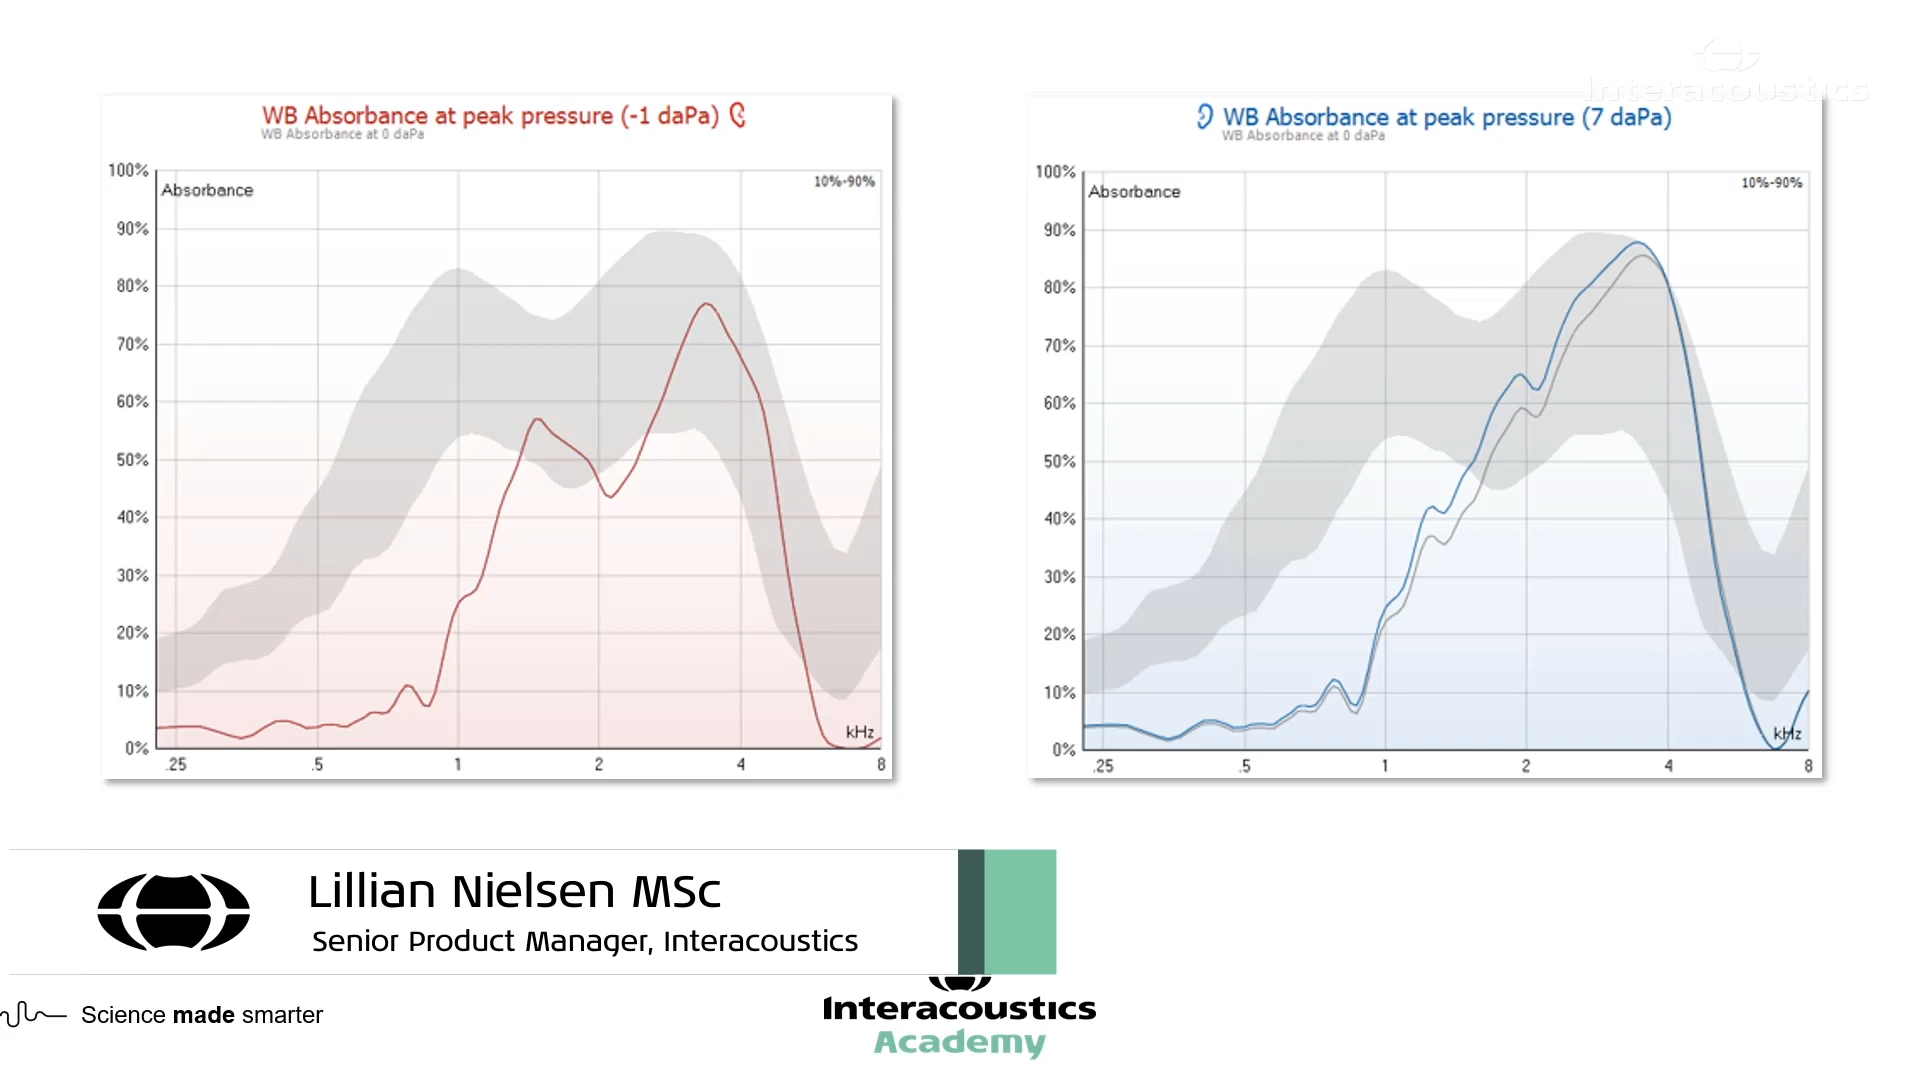 Interacoustics
WB Absorbance at peak pressure (-1 daPa)
WB Absorbance at 0 daPa
Absorbance
10%-90%
100%
90%
80%
70%
60%
50%
40%
30%
20%
10%
0%
kHz
.25 .5 1 2 4 8
WB Absorbance at peak pressure (7 daPa)
WB Absorbance at 0 daPa
Absorbance
10%-90%
100%
90%
80%
70%
60%
50%
40%
30%
20%
10%
0%
kHz
.25 .5 1 2 4 8
Lillian Nielsen MSc
Senior Product Manager, Interacoustics
Science made smarter
Interacoustics
Academy